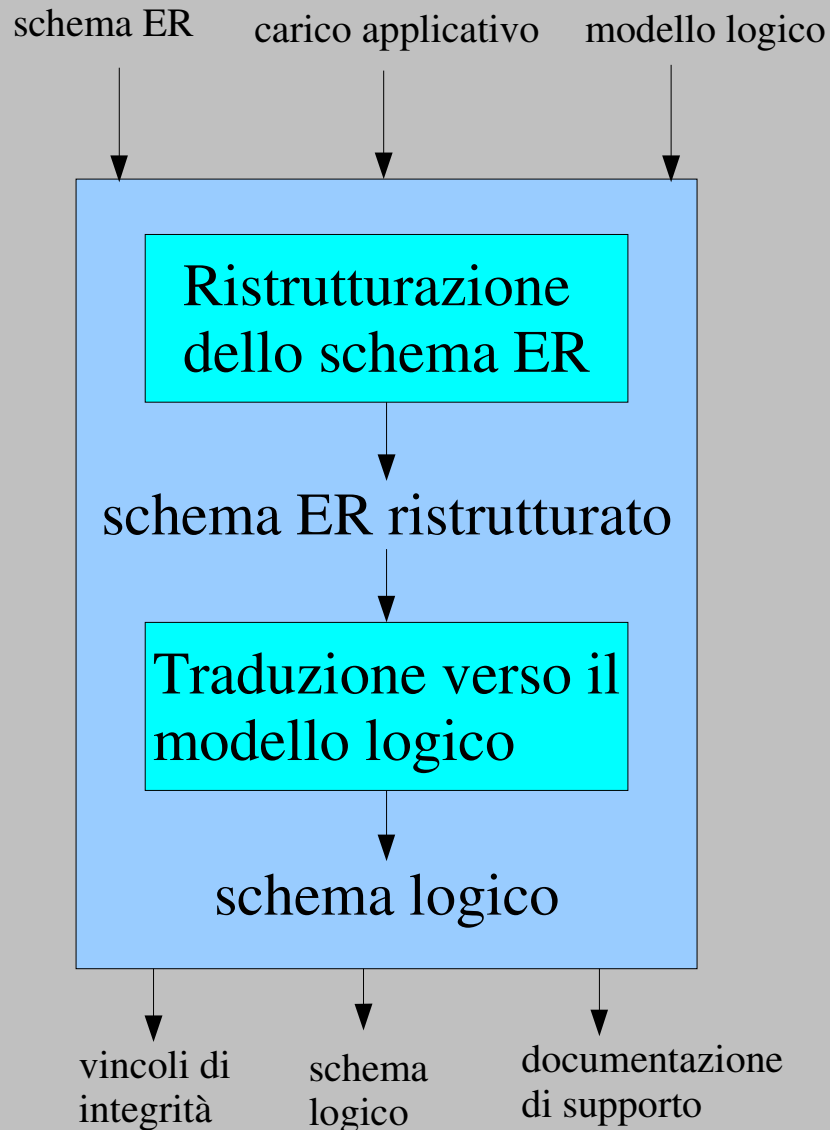 schema ER
carico applicativo
modello logico
Ristrutturazione
dello schema ER
schema ER ristrutturato
Traduzione verso il
modello logico
schema logico
vincoli di
integrità
schema
logico
documentazione
di supporto